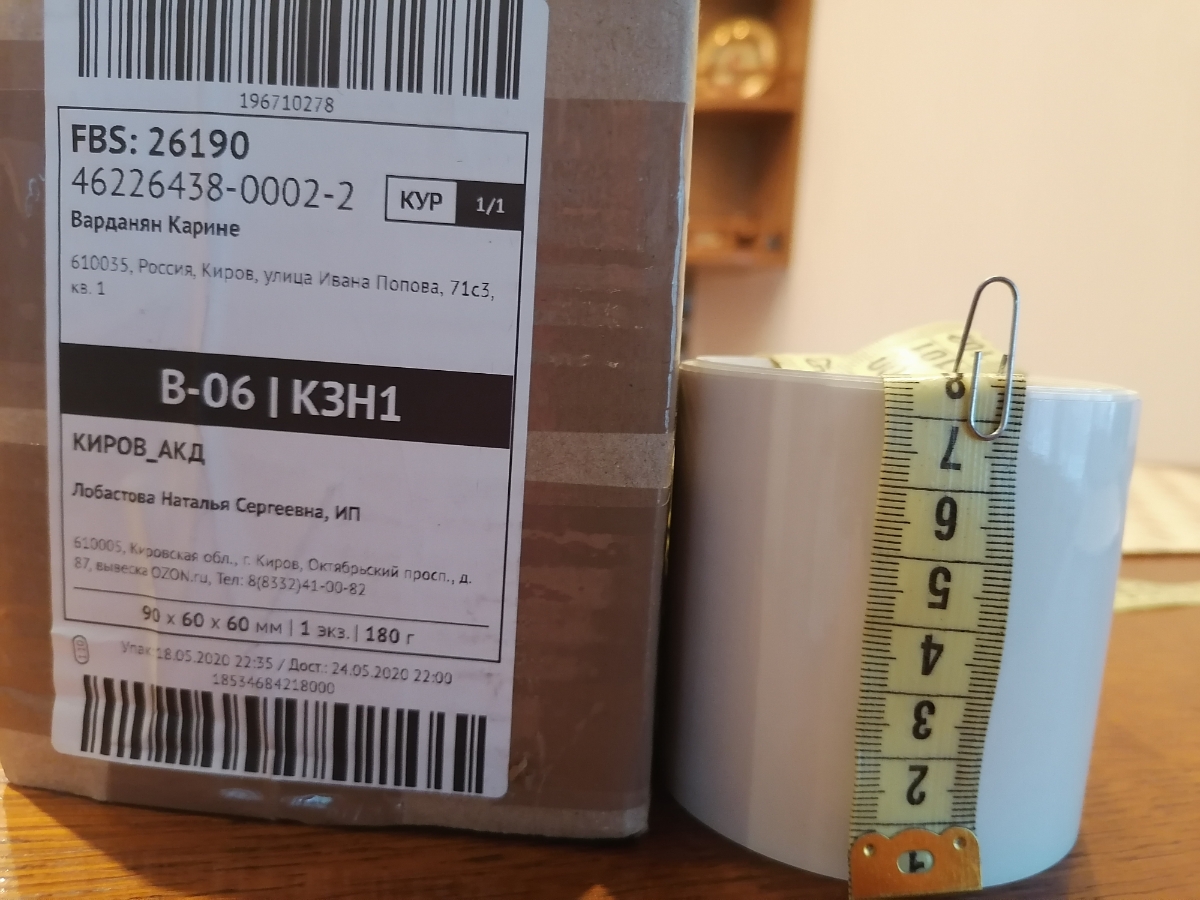 196710278
FBS: 26190
46226438-0002-2
КУР 1/1
Варданян Карине
610035, Россия, Киров, улица Ивана Попова, 71с3,
кв. 1
В-06 | КЗН1
КИРОВ_АКД
Лобастова Наталья Сергеевна, ИП
610005, Кировская обл., г. Киров, Октябрьский просп., д.
87, вывеска OZON.ru, Тел: 8(8332)41-00-82
90 x 60 x 60 мм | 1 экз. | 180 г
Упак: 18.05.2020 22:35 / Дост.: 24.05.2020 22:00
18534684218000
8
7
6
5
4
3
2
1